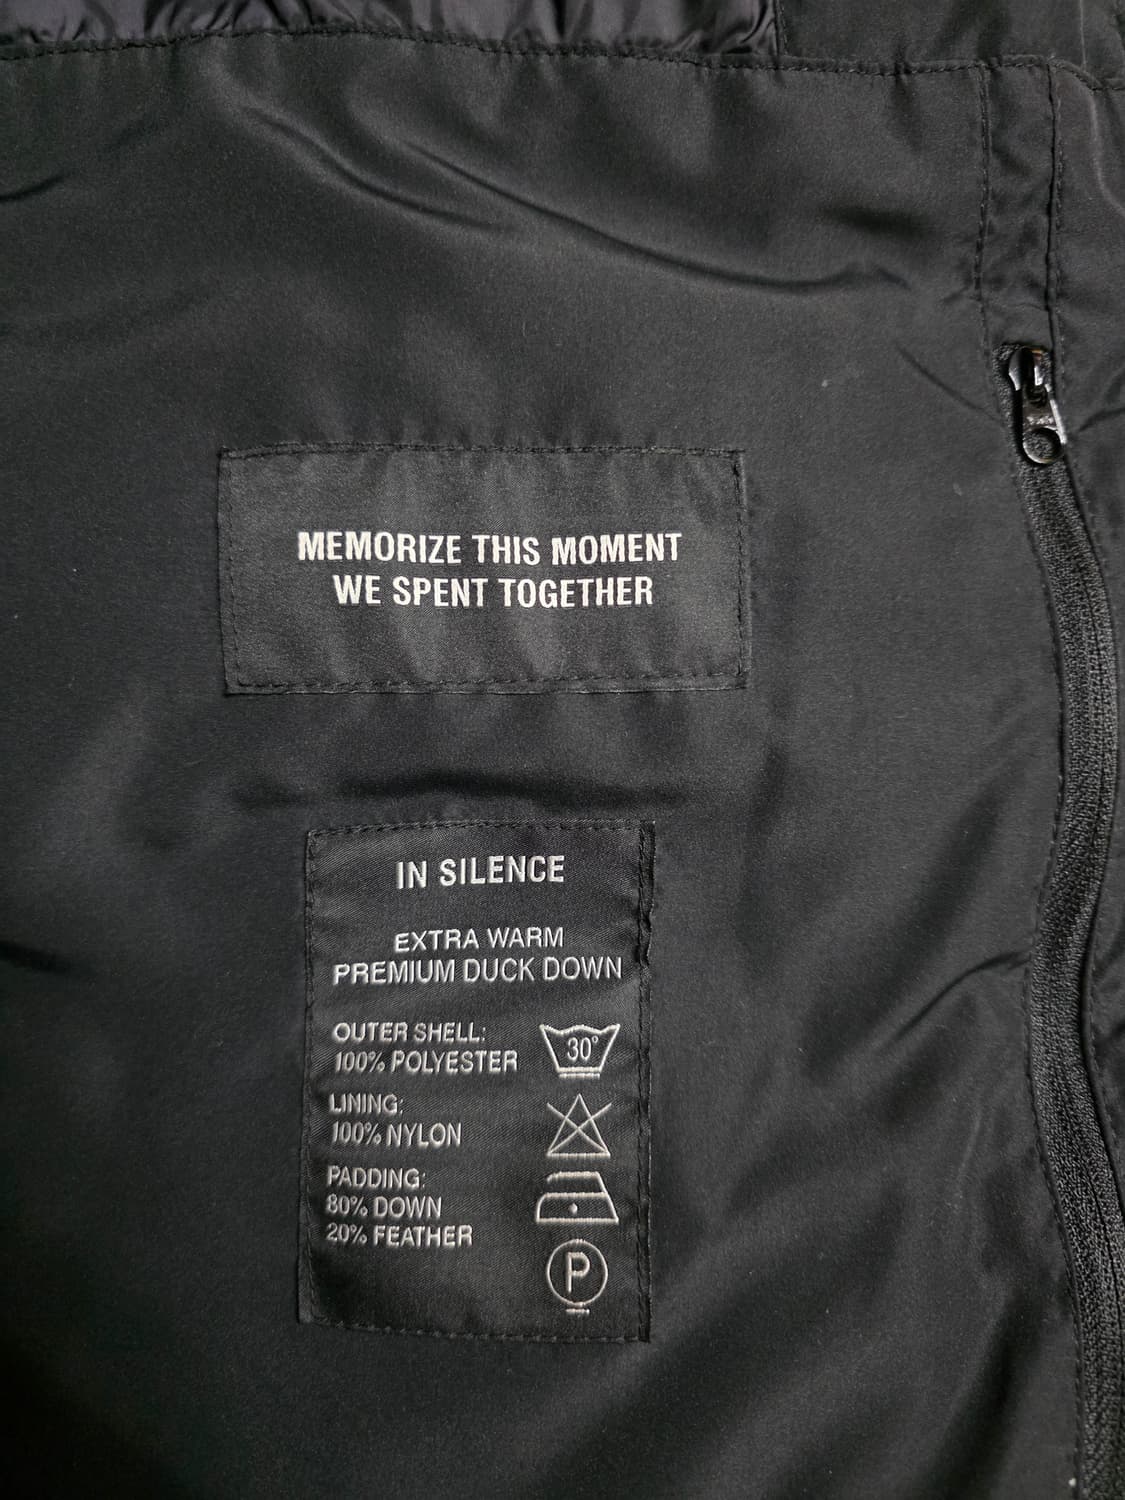 MEMORIZE THIS MOMENT
WE SPENT TOGETHER
IN SILENCE
EXTRA WARM
PREMIUM DUCK DOWN
OUTER SHELL:
100% POLYESTER
30°
LINING:
100% NYLON
PADDING:
80% DOWN
20% FEATHER
P